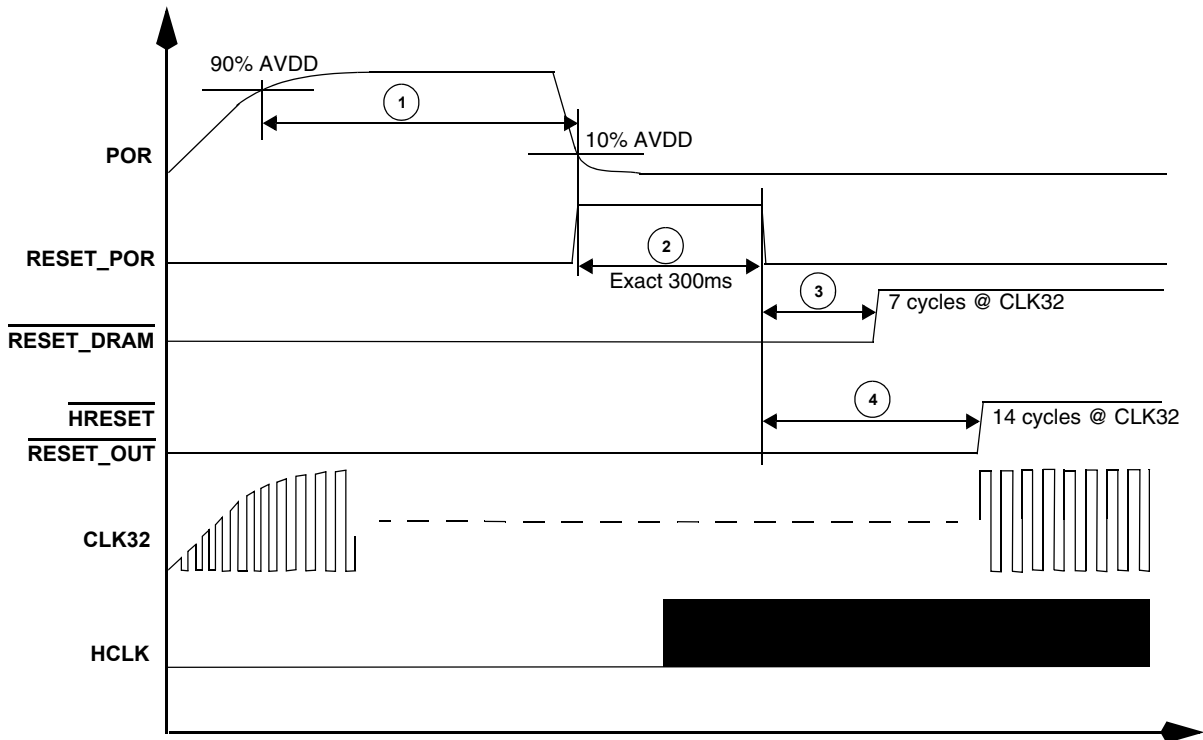 90% AVDD
1
10% AVDD
POR
2
RESET_POR
Exact 300ms
3
7 cycles @ CLK32
RESET_DRAM
4
HRESET
14 cycles @ CLK32
RESET_OUT
CLK32
HCLK